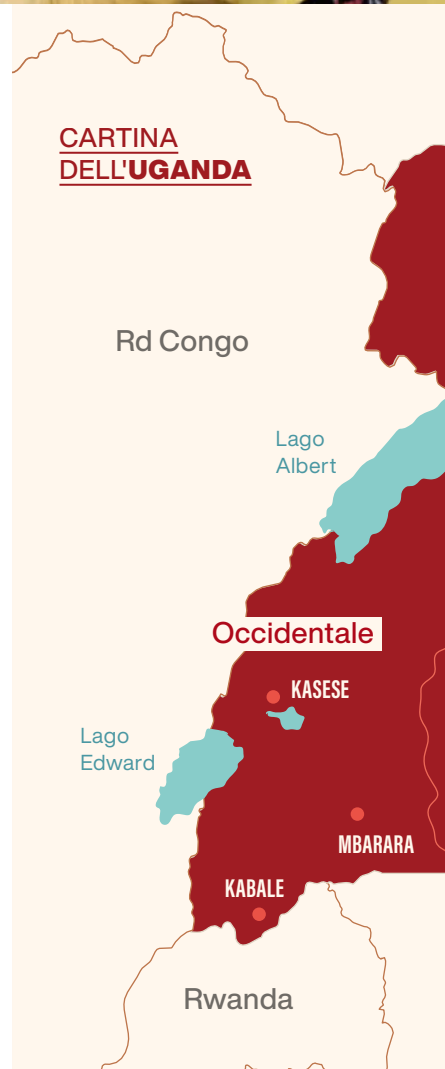 CARTINA
DELL'UGANDA
Rd Congo
Lago
Albert
Occidentale
KASESE
Lago
Edward
MBARARA
KABALE
Rwanda